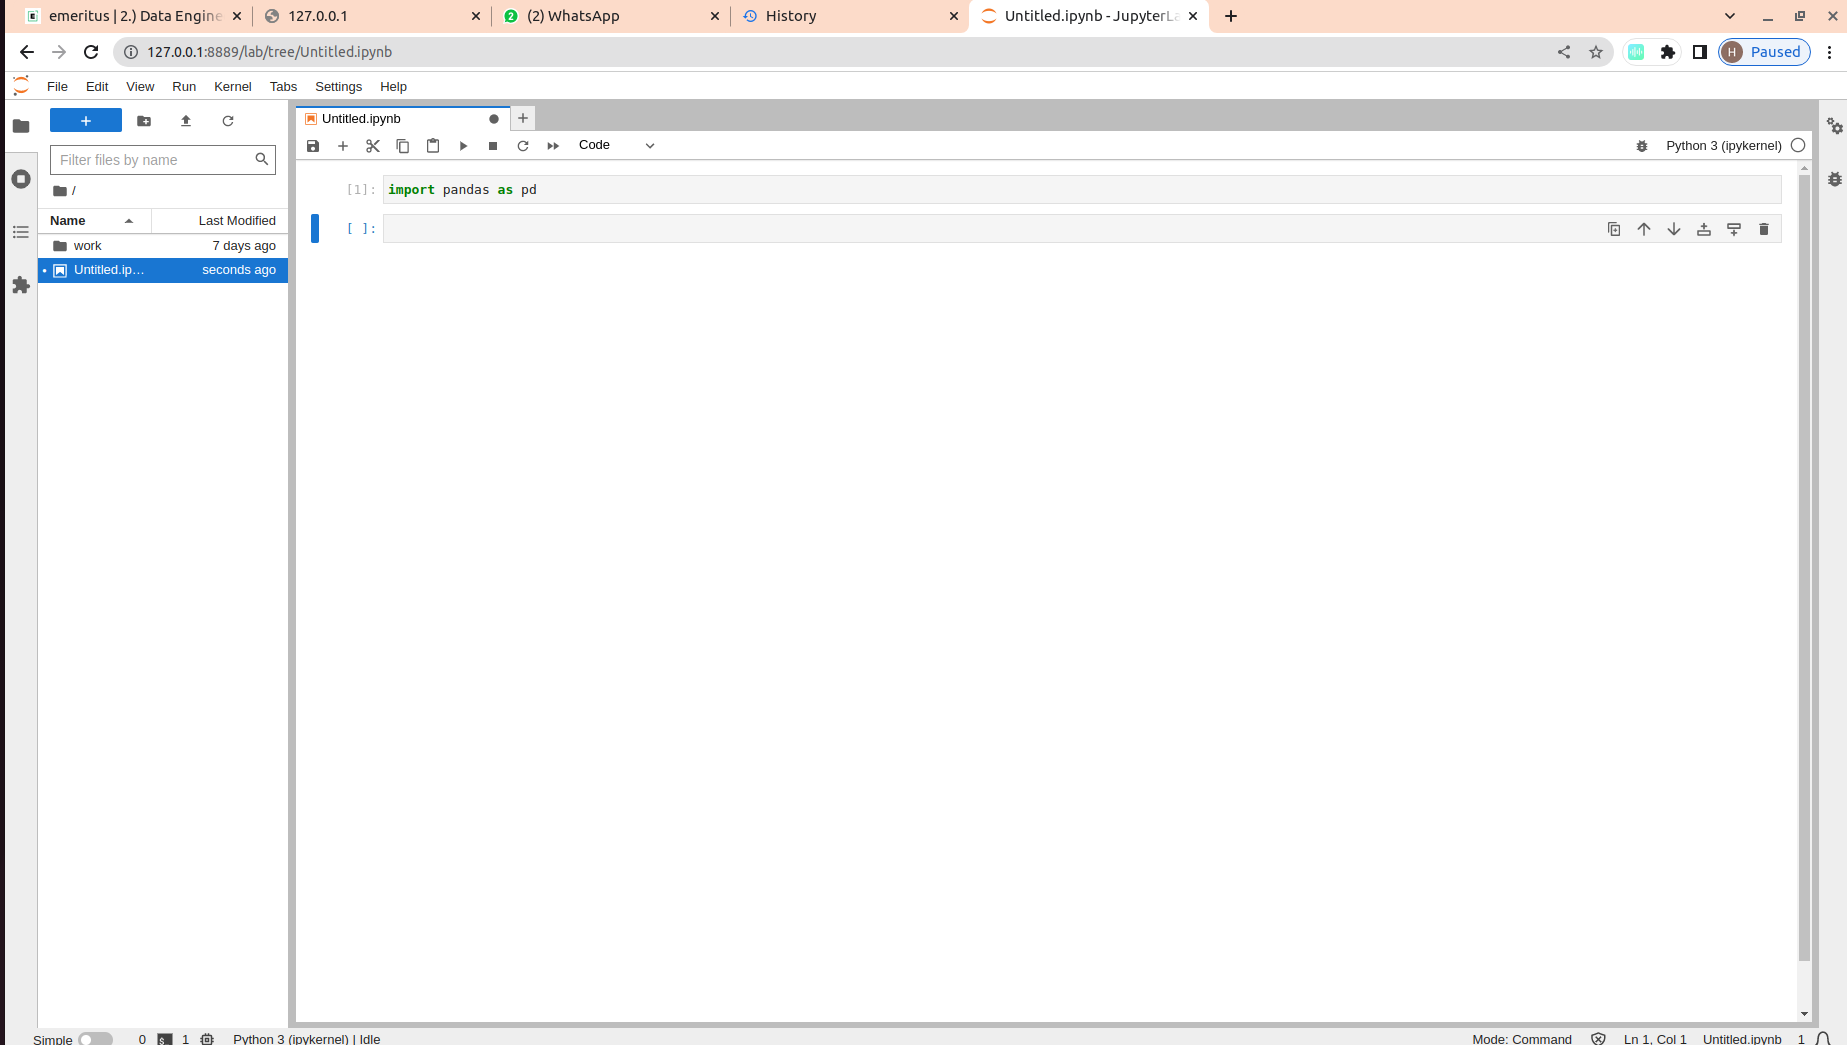 emeritus | 2.) Data Engine
127.0.0.1
2 (2) WhatsApp
History
Untitled.ipynb - JupyterLa
127.0.0.1:8889/lab/tree/Untitled.ipynb
H Paused
File Edit View Run Kernel Tabs Settings Help
Untitled.ipynb
Filter files by name
Code
Python 3 (ipykernel)
/
[1]: import pandas as pd
Name Last Modified
[ ]:
work 7 days ago
Untitled.ip... seconds ago
Simple 0 $_ 1 Python 3 (ipykernel) | Idle
Mode: Command Ln 1, Col 1 Untitled.ipynb 1